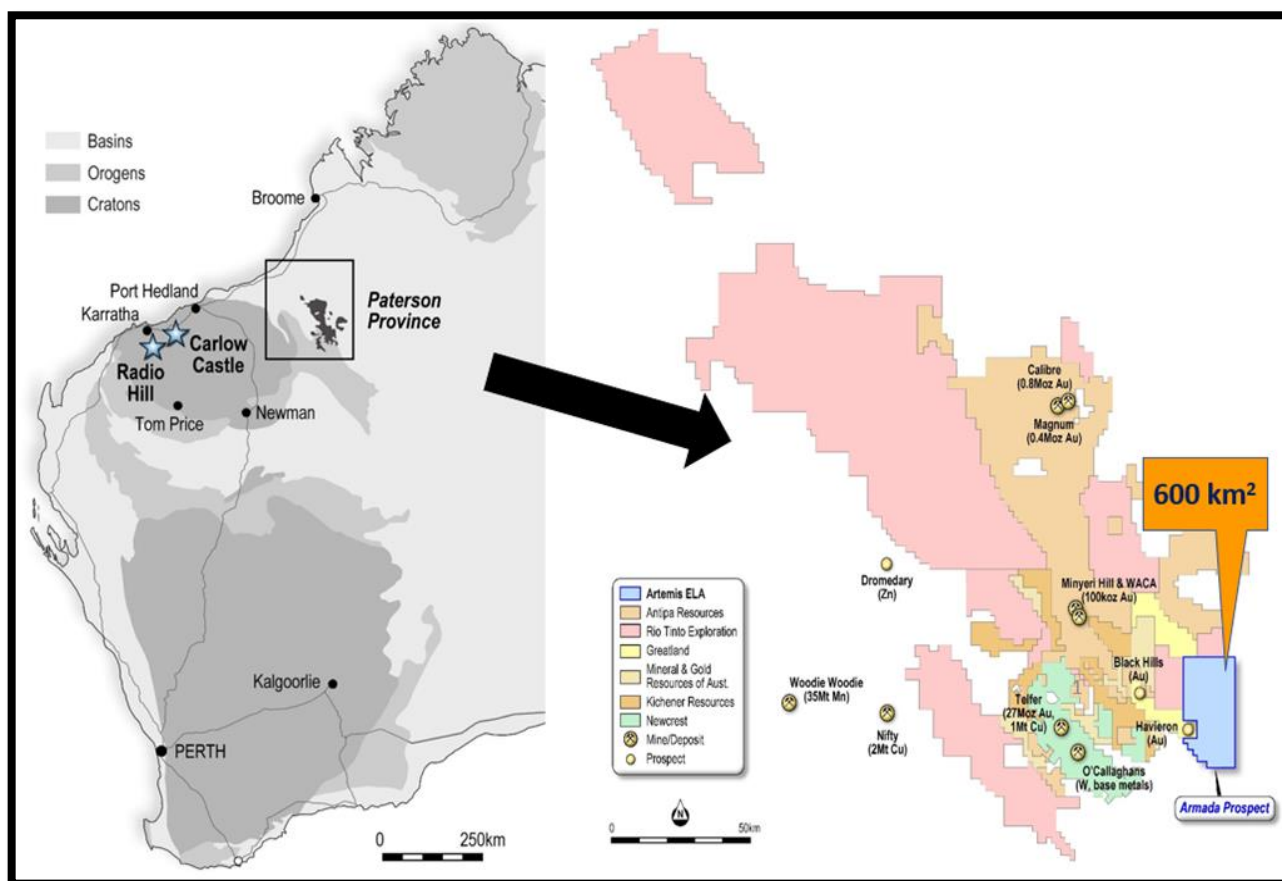 Basins
Orogens
Cratons
Broome
Port Hedland
Karratha
Paterson
Province
Carlow
Castle
Radio
Hill
Tom Price
Newman
Kalgoorlie
PERTH
0 250km
Calibre
(0.8Moz Au)
Magnum
(0.4Moz Au)
600 km²
Dromedary
(Zn)
Minyeri Hill & WACA
(100koz Au)
Black Hills
(Au)
Woodie Woodie
(35Mt Mn)
Nifty
(2Mt Cu)
Telfer
(27Moz Au,
1Mt Cu)
Havieron
(Au)
O'Callaghans
(W, base metals)
Armada Prospect
Artemis ELA
Antipa Resources
Rio Tinto Exploration
Greatland
Mineral & Gold
Resources of Aust.
Kichener Resources
Newcrest
Mine/Deposit
Prospect
N
0 50km